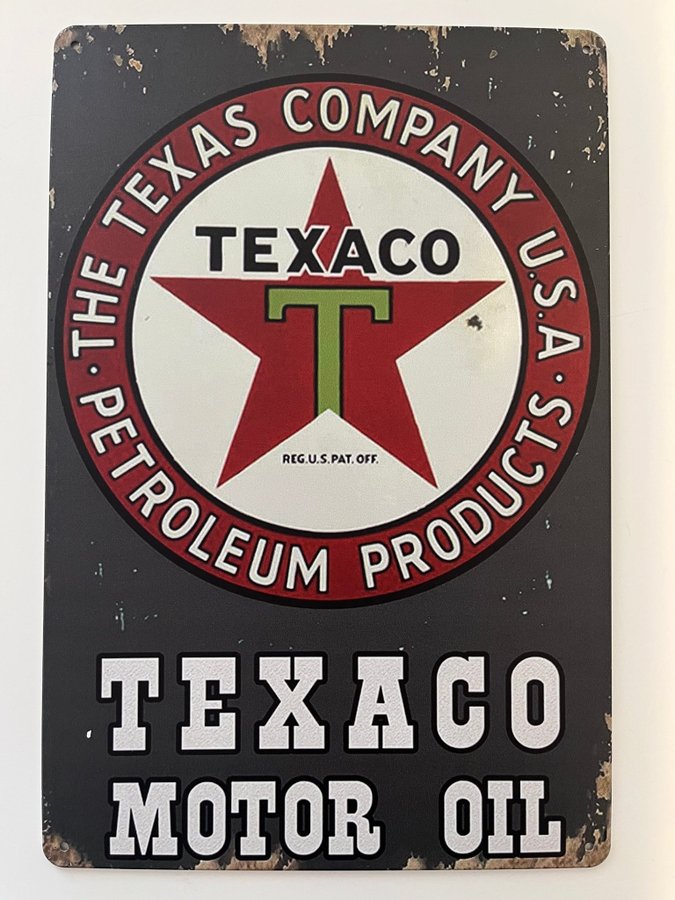 THE TEXAS COMPANY U.S.A.
TEXACO
T
REG.U.S.PAT.OFF.
· PETROLEUM PRODUCTS ·
TEXACO
MOTOR OIL